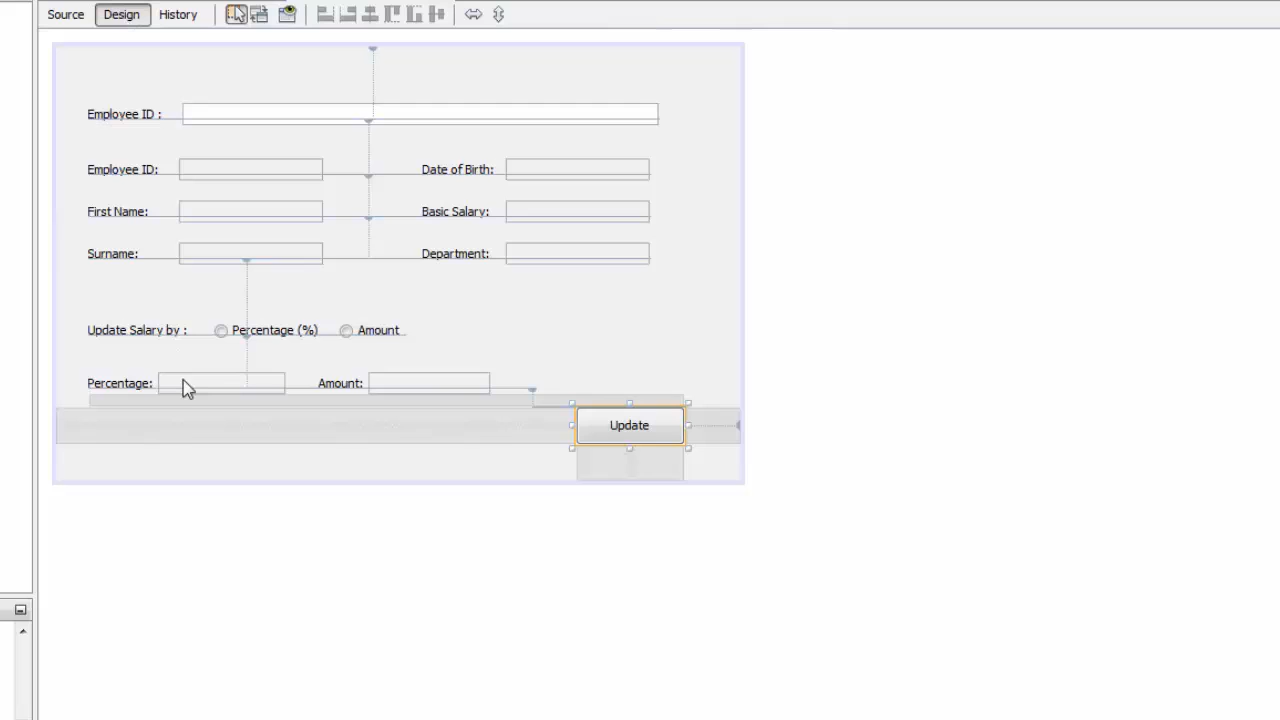 Source Design History
Employee ID :
Employee ID: Date of Birth:
First Name: Basic Salary:
Surname: Department:
Update Salary by : Percentage (%) Amount
Percentage: Amount:
Update